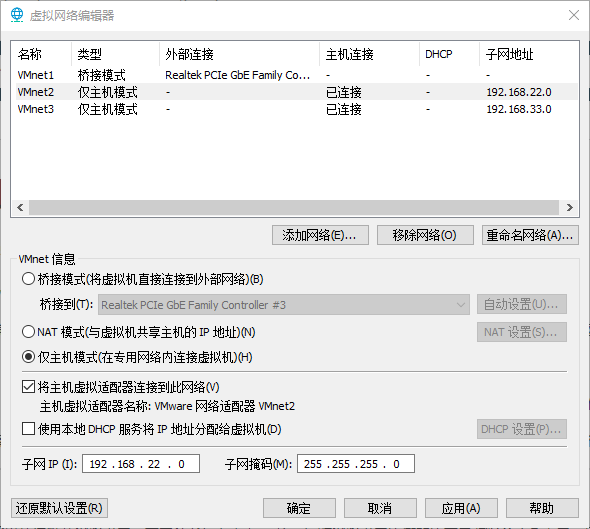 虚拟网络编辑器
名称 类型 外部连接 主机连接 DHCP 子网地址
VMnet1 桥接模式 Realtek PCIe GbE Family Co... - - -
VMnet2 仅主机模式 - 已连接 - 192.168.22.0
VMnet3 仅主机模式 - 已连接 - 192.168.33.0
添加网络(E)... 移除网络(O) 重命名网络(A)...
VMnet 信息
桥接模式(将虚拟机直接连接到外部网络)(B)
桥接到(T): Realtek PCIe GbE Family Controller #3 自动设置(U)...
NAT 模式(与虚拟机共享主机的 IP 地址)(N) NAT 设置(S)...
仅主机模式(在专用网络内连接虚拟机)(H)
将主机虚拟适配器连接到此网络(V)
主机虚拟适配器名称: VMware 网络适配器 VMnet2
使用本地 DHCP 服务将 IP 地址分配给虚拟机(D) DHCP 设置(P)...
子网 IP (I): 192 . 168 . 22 . 0 子网掩码(M): 255 . 255 . 255 . 0
还原默认设置(R) 确定 取消 应用(A) 帮助